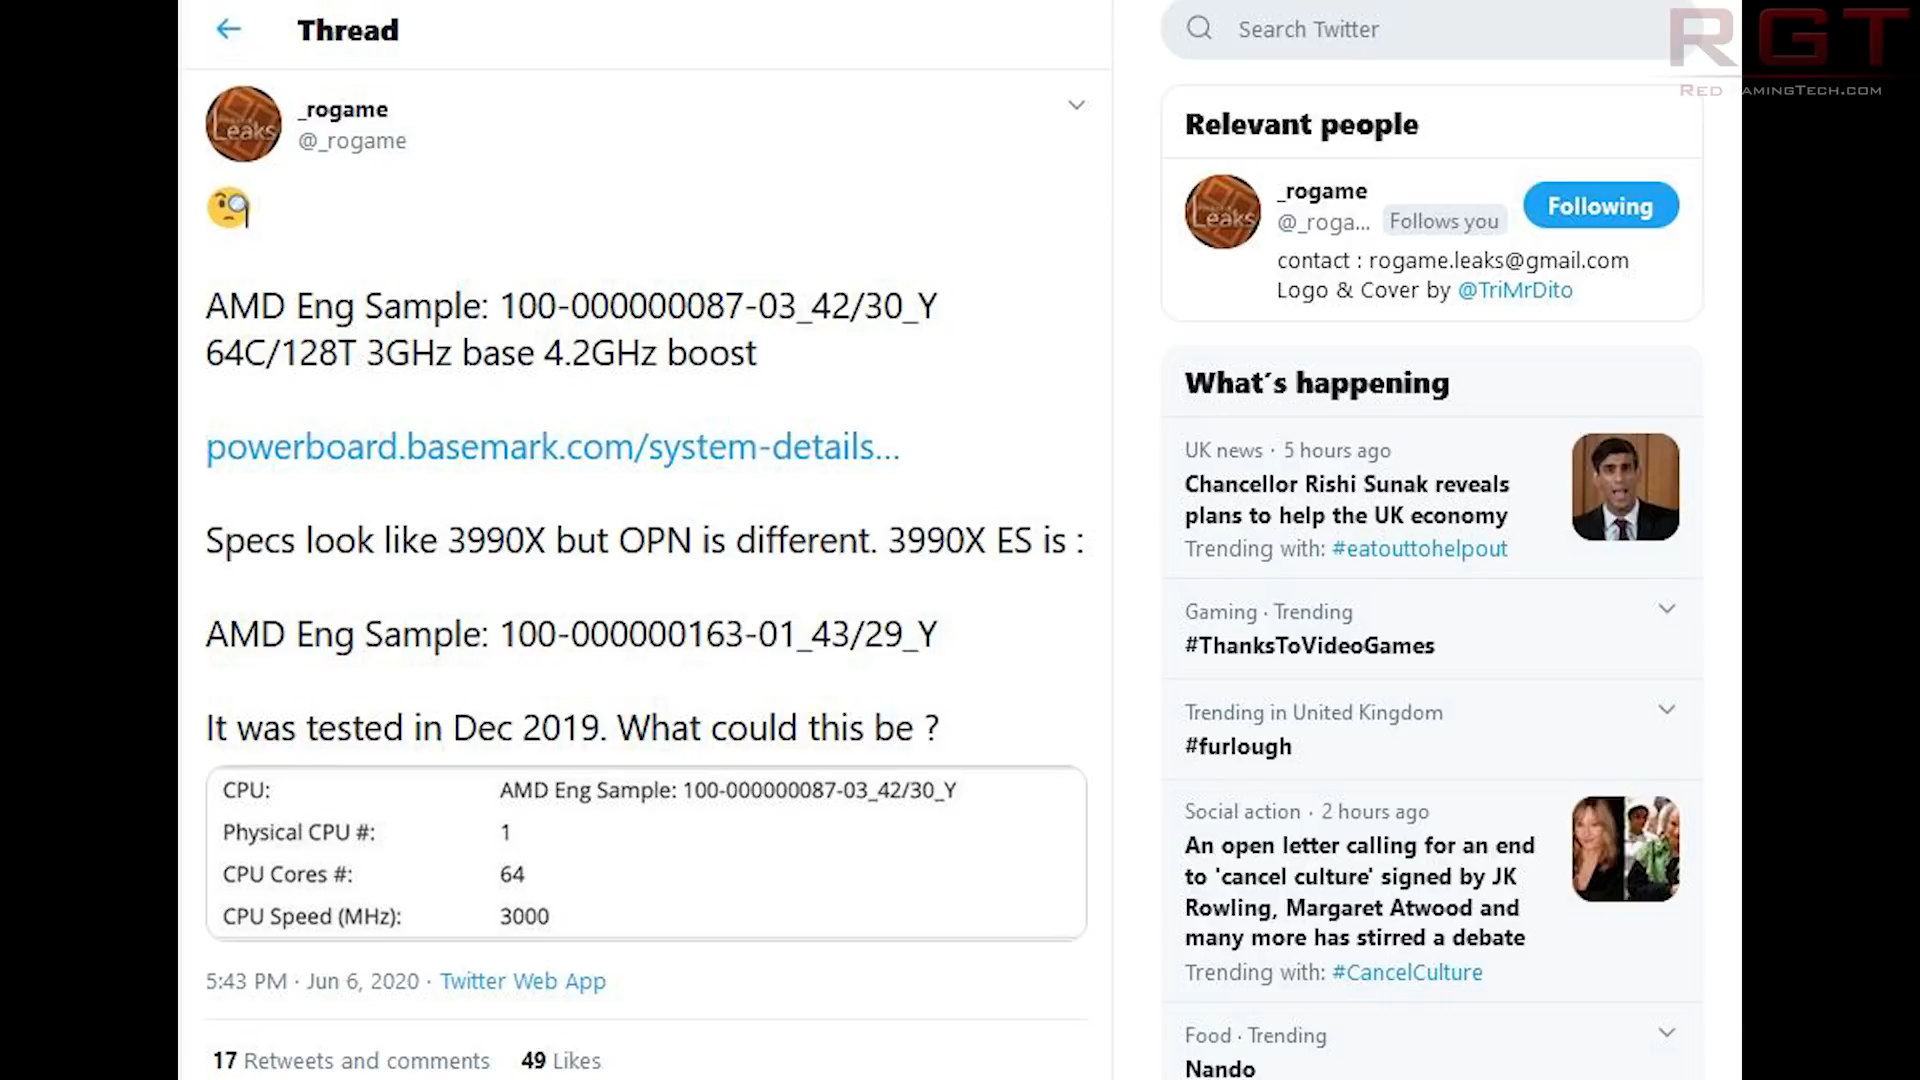 Thread
_rogame
@_rogame
AMD Eng Sample: 100-000000087-03_42/30_Y
64C/128T 3GHz base 4.2GHz boost
powerboard.basemark.com/system-details...
Specs look like 3990X but OPN is different. 3990X ES is :
AMD Eng Sample: 100-000000163-01_43/29_Y
It was tested in Dec 2019. What could this be ?
CPU: AMD Eng Sample: 100-000000087-03_42/30_Y
Physical CPU #: 1
CPU Cores #: 64
CPU Speed (MHz): 3000
5:43 PM · Jun 6, 2020 · Twitter Web App
17 Retweets and comments 49 Likes
Search Twitter
RGT
REDGAMINGTECH.COM
Relevant people
Leaks
_rogame
@_roga... Follows you
Following
contact : rogame.leaks@gmail.com
Logo & Cover by @TriMrDito
What´s happening
UK news · 5 hours ago
Chancellor Rishi Sunak reveals
plans to help the UK economy
Trending with: #eatouttohelpout
Gaming · Trending
#ThanksToVideoGames
Trending in United Kingdom
#furlough
Social action · 2 hours ago
An open letter calling for an end
to 'cancel culture' signed by JK
Rowling, Margaret Atwood and
many more has stirred a debate
Trending with: #CancelCulture
Food · Trending
Nando